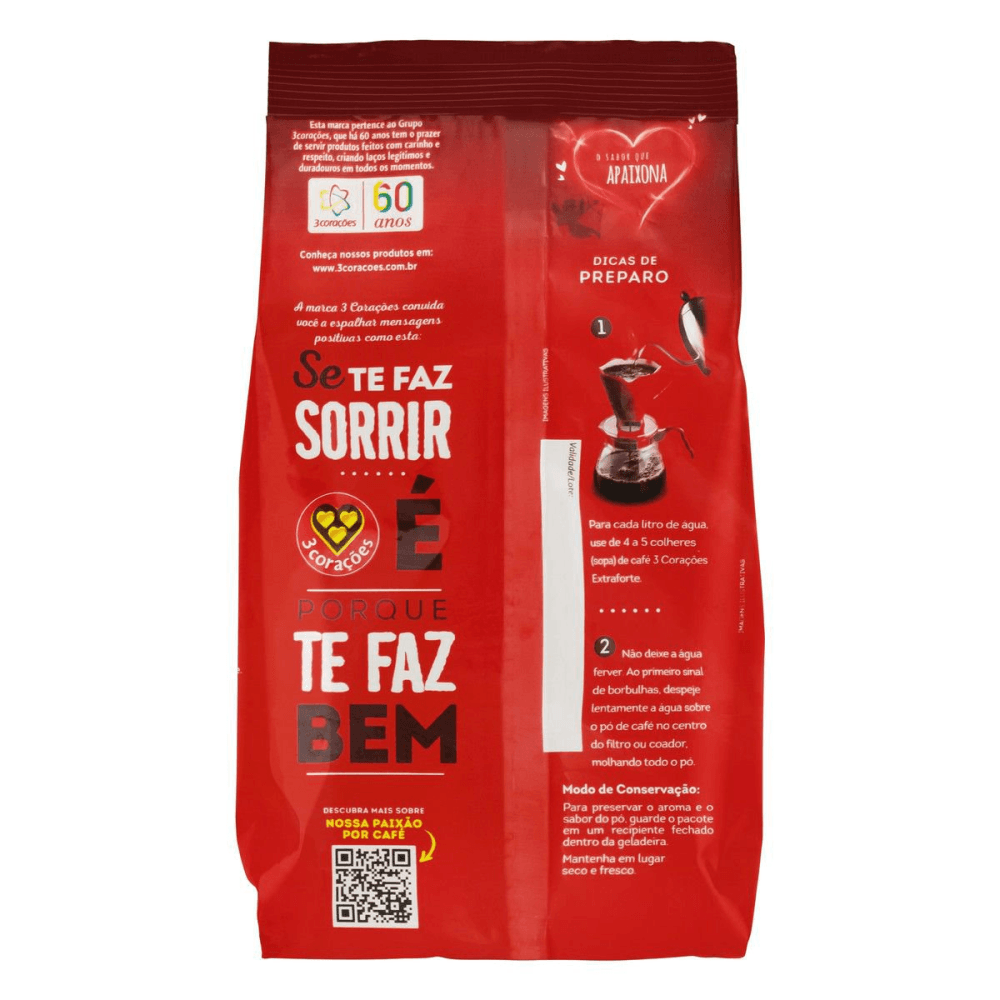 Esta marca pertence ao Grupo
3corações, que há 60 anos tem o prazer
de servir produtos feitos com carinho e
respeito, criando laços legítimos e
duradouros em todos os momentos.
3corações
60
anos
Conheça nossos produtos em:
www.3coracoes.com.br
A marca 3 Corações convida
você a espalhar mensagens
positivas como esta:
Se TE FAZ
SORRIR
3 corações
É
PORQUE
TE FAZ
BEM
DESCUBRA MAIS SOBRE
NOSSA PAIXÃO
POR CAFÉ
O SABOR QUE
APAIXONA
DICAS DE
PREPARO
1
IMAGENS ILUSTRATIVAS
Validade/Lote:
Para cada litro de água,
use de 4 a 5 colheres
(sopa) de café 3 Corações
Extraforte.
IMAGENS ILUSTRATIVAS
2 Não deixe a água
ferver. Ao primeiro sinal
de borbulhas, despeje
lentamente a água sobre
o pó de café no centro
do filtro ou coador,
molhando todo o pó.
Modo de Conservação:
Para preservar o aroma e o
sabor do pó, guarde o pacote
em um recipiente fechado
dentro da geladeira.
Mantenha em lugar
seco e fresco.